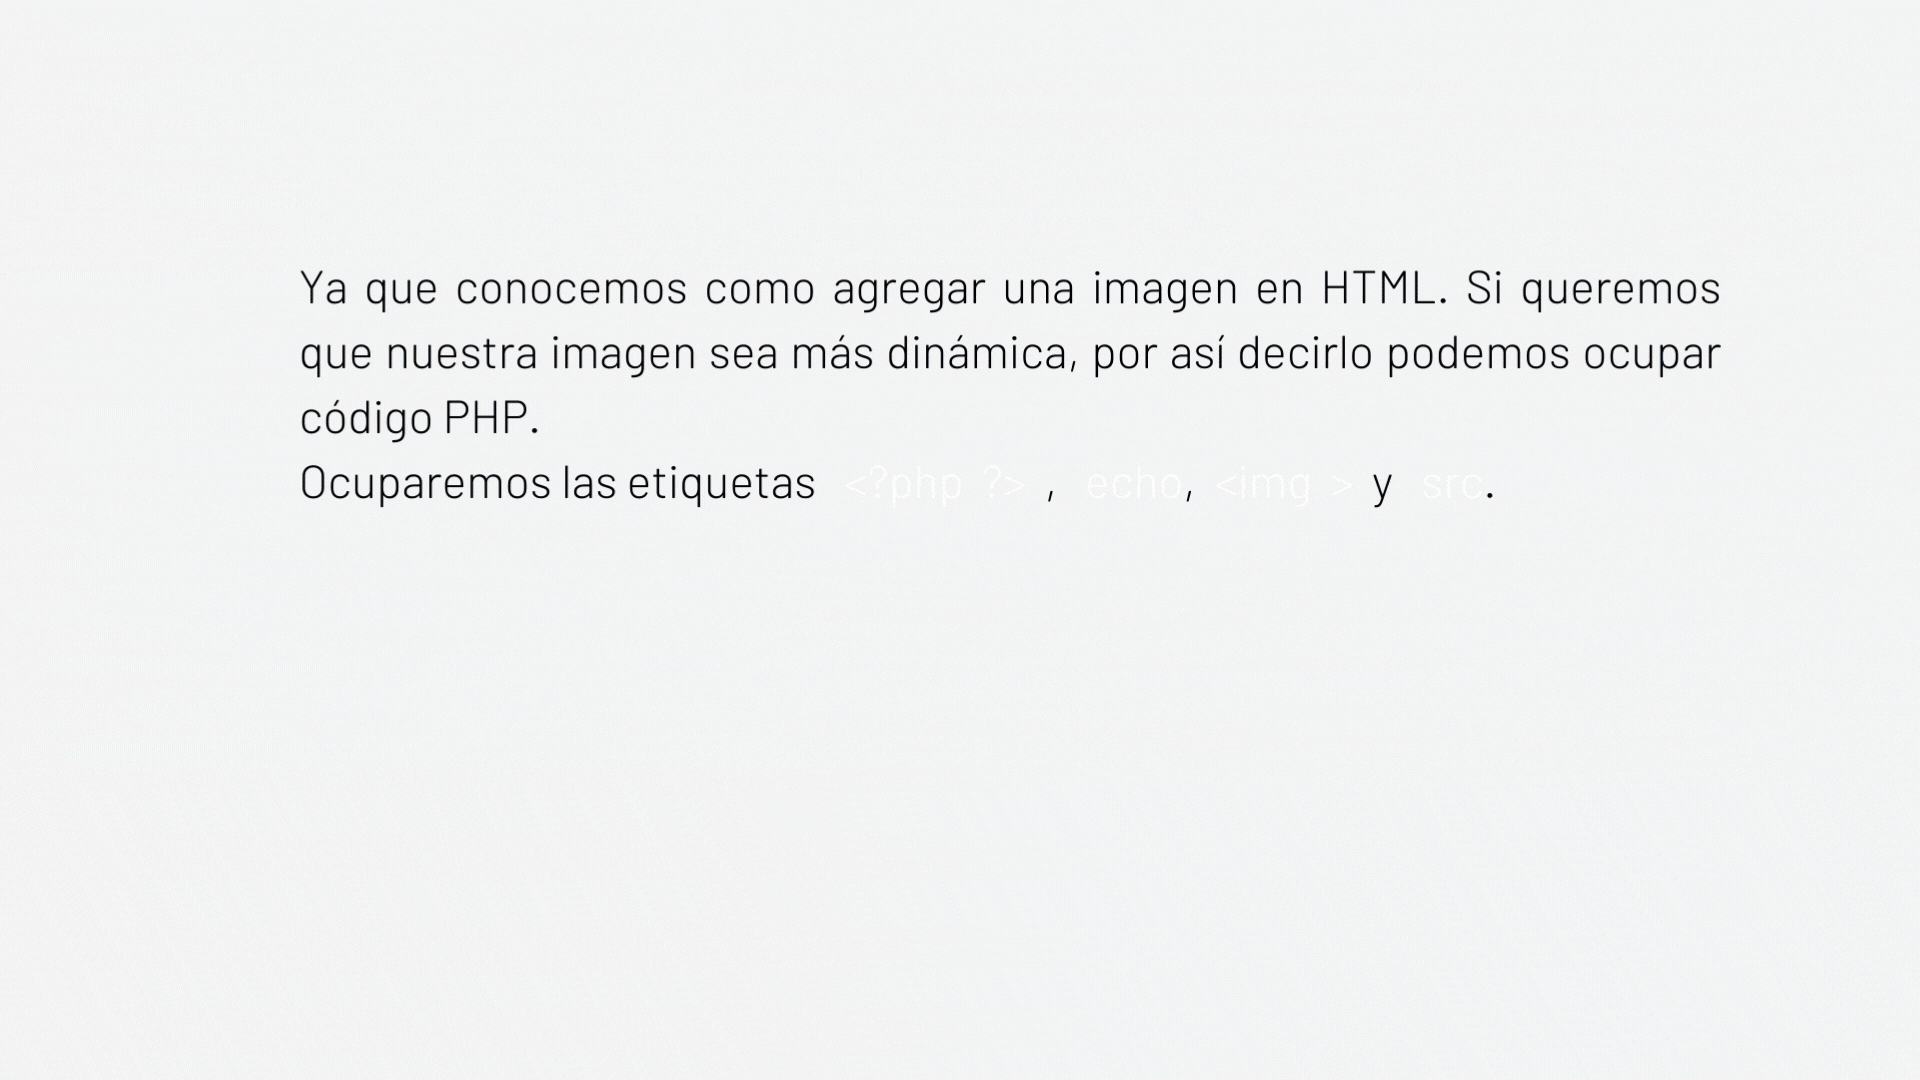 Ya que conocemos como agregar una imagen en HTML. Si queremos
que nuestra imagen sea más dinámica, por así decirlo podemos ocupar
código PHP.
Ocuparemos las etiquetas <?php ?> , echo, <img > y src.